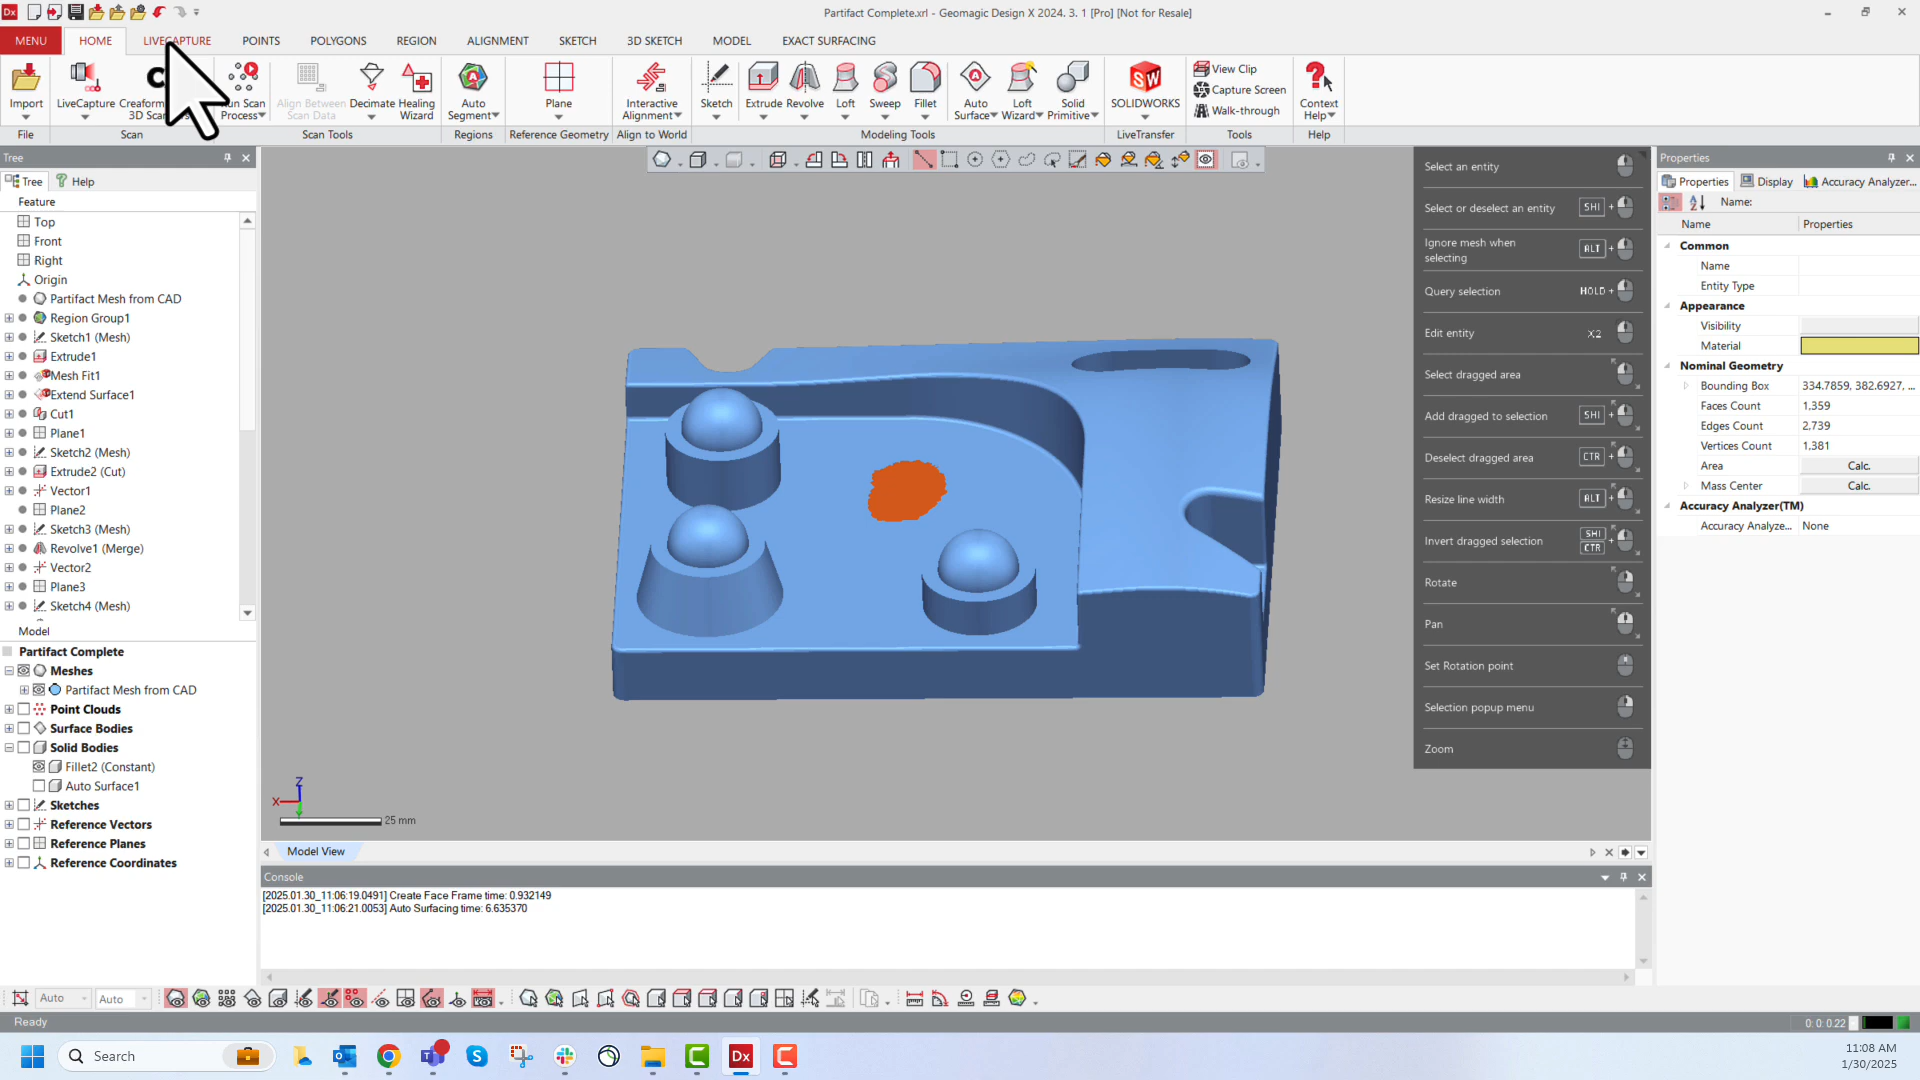 Partifact Complete.xrl - Geomagic Design X 2024. 3. 1 [Pro] [Not for Resale]
MENU HOME LIVECAPTURE POINTS POLYGONS REGION ALIGNMENT SKETCH 3D SKETCH MODEL EXACT SURFACING
Import
LiveCapture
Scan Process
Align Between Scan Data
Decimate
Healing Wizard
Auto Segment
Plane
Interactive Alignment
Sketch
Extrude
Revolve
Loft
Sweep
Fillet
Auto Surface
Loft Wizard
Solid Primitive
SOLIDWORKS
View Clip
Capture Screen
Walk-through
Context Help
File Scan Scan Tools Regions Reference Geometry Align to World Modeling Tools LiveTransfer Tools Help
Tree
Tree Help
Feature
Top
Front
Right
Origin
Partifact Mesh from CAD
Region Group1
Sketch1 (Mesh)
Extrude1
Mesh Fit1
Extend Surface1
Cut1
Plane1
Sketch2 (Mesh)
Extrude2 (Cut)
Vector1
Plane2
Sketch3 (Mesh)
Revolve1 (Merge)
Vector2
Plane3
Sketch4 (Mesh)
Model
Partifact Complete
Meshes
Partifact Mesh from CAD
Point Clouds
Surface Bodies
Solid Bodies
Fillet2 (Constant)
Auto Surface1
Sketches
Reference Vectors
Reference Planes
Reference Coordinates
Z
X
25 mm
Select an entity
Select or deselect an entity SHI +
Ignore mesh when selecting ALT +
Query selection HOLD +
Edit entity X2
Select dragged area
Add dragged to selection SHI +
Deselect dragged area CTR +
Resize line width ALT +
Invert dragged selection SHI CTR +
Rotate
Pan
Set Rotation point
Selection popup menu
Zoom
Properties
Properties Display Accuracy Analyzer...
Name:
Name Properties
Common
Name
Entity Type
Appearance
Visibility
Material
Nominal Geometry
Bounding Box 334.7859, 382.6927, ...
Faces Count 1,359
Edges Count 2,739
Vertices Count 1,381
Area Calc.
Mass Center Calc.
Accuracy Analyzer(TM)
Accuracy Analyze... None
Model View
Console
[2025.01.30_11:06:19.0491] Create Face Frame time: 0.932149
[2025.01.30_11:06:21.0053] Auto Surfacing time: 6.635370
Auto Auto
Ready
0: 0: 0.22
Search
Dx
11:08 AM
1/30/2025